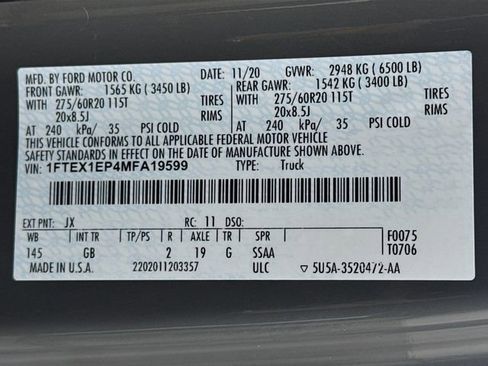 MFD. BY FORD MOTOR CO. DATE: 11/20 GVWR: 2948 KG ( 6500 LB)
FRONT GAWR: 1565 KG ( 3450 LB) REAR GAWR: 1542 KG ( 3400 LB)
WITH 275/60R20 115T TIRES WITH 275/60R20 115T TIRES
20x8.5J RIMS 20x8.5J RIMS
AT 240 kPa/ 35 PSI COLD AT 240 kPa/ 35 PSI COLD
THIS VEHICLE CONFORMS TO ALL APPLICABLE FEDERAL MOTOR VEHICLE
SAFETY STANDARDS IN EFFECT ON THE DATE OF MANUFACTURE SHOWN ABOVE.
VIN: 1FTEX1EP4MFA19599 TYPE: Truck
EXT PNT: JX RC: 11 DSO: F0075
WB INT TR TP/PS R AXLE TR SPR T0706
145 GB 2 19 G SSAA
MADE IN U.S.A. 2202011203357 ULC ▽ 5U5A-3520472-AA